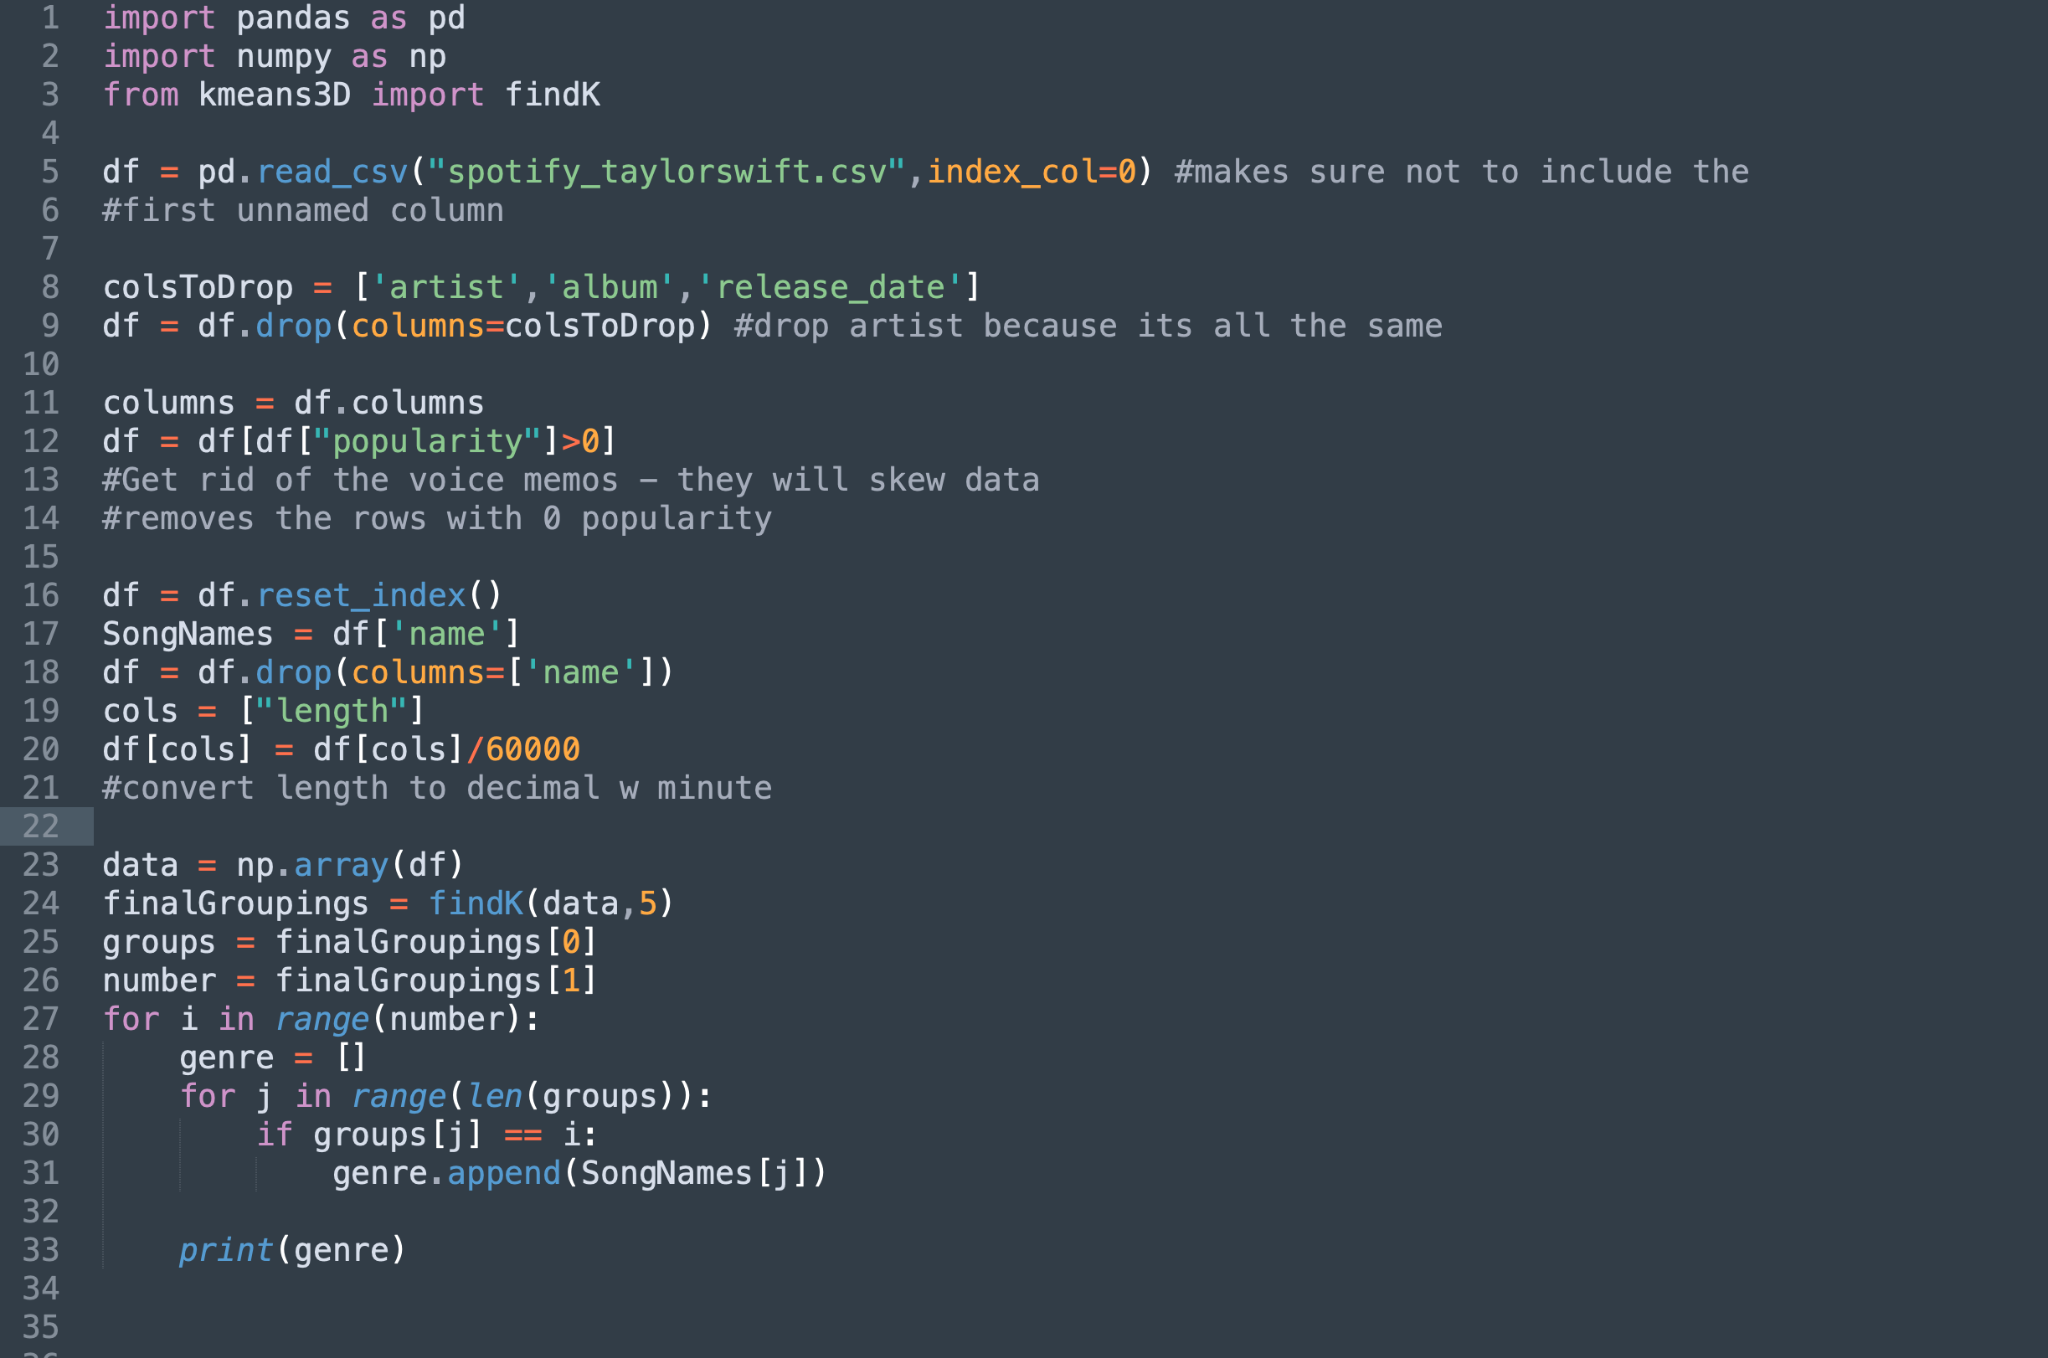 1 import pandas as pd
2 import numpy as np
3 from kmeans3D import findK
4
5 df = pd.read_csv("spotify_taylorswift.csv",index_col=0) #makes sure not to include the
6 #first unnamed column
7
8 colsToDrop = ['artist','album','release_date']
9 df = df.drop(columns=colsToDrop) #drop artist because its all the same
10
11 columns = df.columns
12 df = df[df["popularity"]>0]
13 #Get rid of the voice memos – they will skew data
14 #removes the rows with 0 popularity
15
16 df = df.reset_index()
17 SongNames = df['name']
18 df = df.drop(columns=['name'])
19 cols = ["length"]
20 df[cols] = df[cols]/60000
21 #convert length to decimal w minute
22
23 data = np.array(df)
24 finalGroupings = findK(data,5)
25 groups = finalGroupings[0]
26 number = finalGroupings[1]
27 for i in range(number):
28     genre = []
29     for j in range(len(groups)):
30         if groups[j] == i:
31             genre.append(SongNames[j])
32
33     print(genre)
34
35